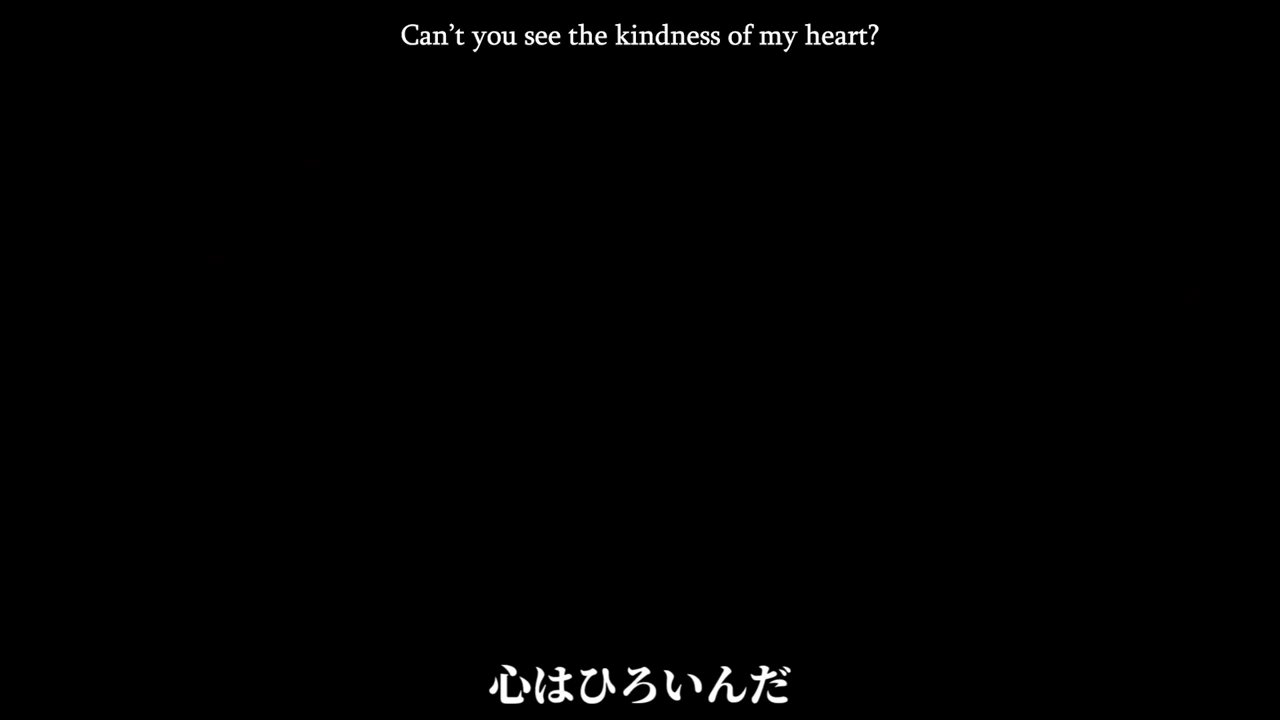 Can’t you see the kindness of my heart?
心はひろいんだ